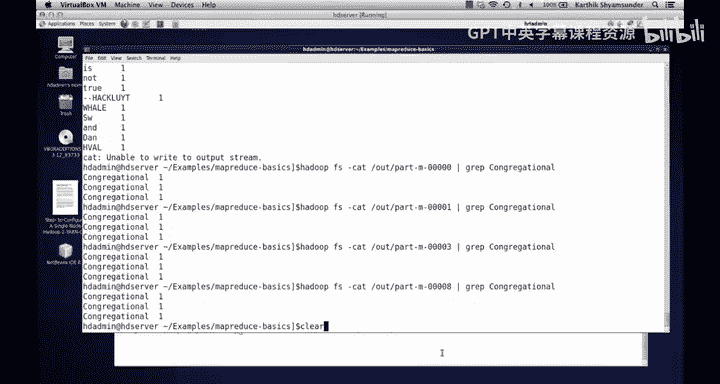 VirtualBox VM Machine View Devices Help
100% Karthik Shyamsunder
hdserver [Running]
Applications Places System
hdadmin
GPT中英字幕课程资源 bilibili
Computer
hdadmin's Home
Trash
hdadmin@hdserver:~/Examples/mapreduce-basics
File Edit View Search Terminal Help
is 1
not 1
true 1
--HACKLUYT 1
WHALE 1
Sw 1
and 1
Dan 1
HVAL 1
cat: Unable to write to output stream.
hdadmin@hdserver ~/Examples/mapreduce-basics]$hadoop fs -cat /out/part-m-00000 | grep Congregational
Congregational 1
Congregational 1
Congregational 1
hdadmin@hdserver ~/Examples/mapreduce-basics]$hadoop fs -cat /out/part-m-00001 | grep Congregational
Congregational 1
Congregational 1
Congregational 1
hdadmin@hdserver ~/Examples/mapreduce-basics]$hadoop fs -cat /out/part-m-00003 | grep Congregational
Congregational 1
Congregational 1
Congregational 1
hdadmin@hdserver ~/Examples/mapreduce-basics]$hadoop fs -cat /out/part-m-00008 | grep Congregational
Congregational 1
Congregational 1
Congregational 1
hdadmin@hdserver ~/Examples/mapreduce-basics]$clear